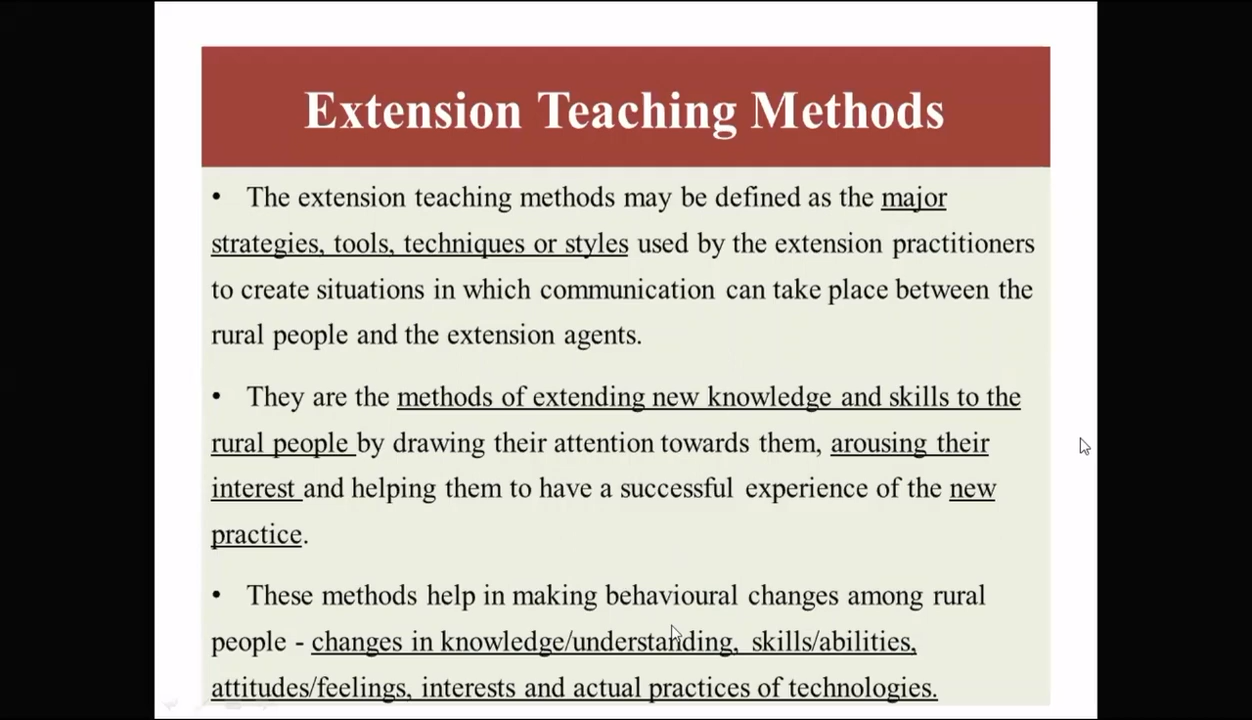 Extension Teaching Methods
• The extension teaching methods may be defined as the major
strategies, tools, techniques or styles used by the extension practitioners
to create situations in which communication can take place between the
rural people and the extension agents.
• They are the methods of extending new knowledge and skills to the
rural people by drawing their attention towards them, arousing their
interest and helping them to have a successful experience of the new
practice.
• These methods help in making behavioural changes among rural
people - changes in knowledge/understanding, skills/abilities,
attitudes/feelings, interests and actual practices of technologies.